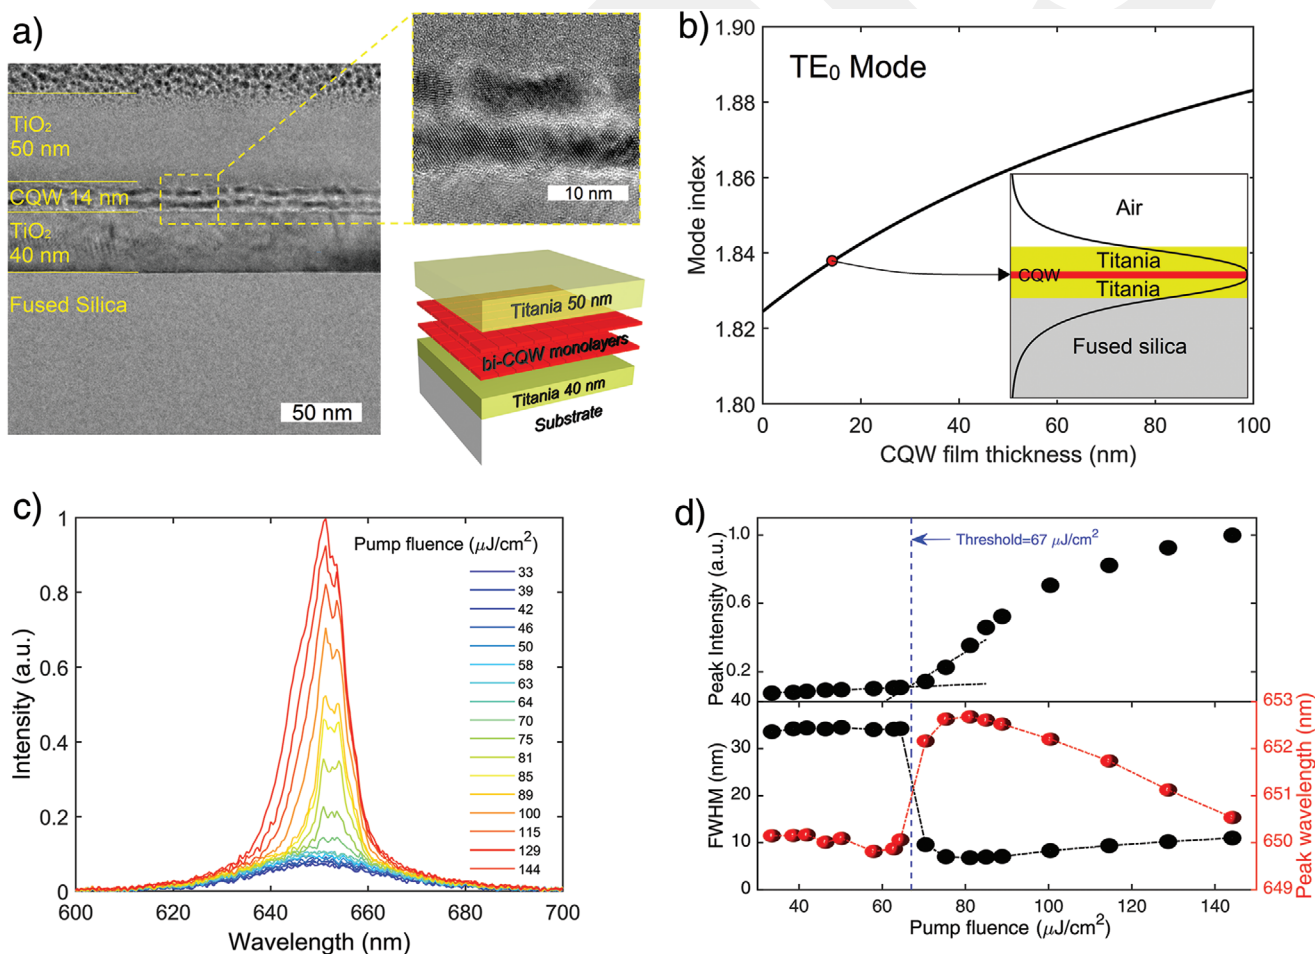 a)
TiO₂
50 nm
CQW 14 nm
TiO₂
40 nm
Fused Silica
50 nm
10 nm
Titania 50 nm
bi-CQW monolayers
Titania 40 nm
Substrate
b)
1.90
1.88
1.86
1.84
1.82
1.80
Mode index
TE₀ Mode
Air
Titania
CQW
Titania
Fused silica
0 20 40 60 80 100
CQW film thickness (nm)
c)
1
0.8
0.6
0.4
0.2
0
Intensity (a.u.)
Pump fluence (μJ/cm²)
33
39
42
46
50
58
63
64
70
75
81
85
89
100
115
129
144
600 620 640 660 680 700
Wavelength (nm)
d)
1.0
0.6
0.2
Peak Intensity (a.u.)
Threshold=67 μJ/cm²
40
30
20
10
0
FWHM (nm)
653
652
651
650
649
Peak wavelength (nm)
40 60 80 100 120 140
Pump fluence (μJ/cm²)